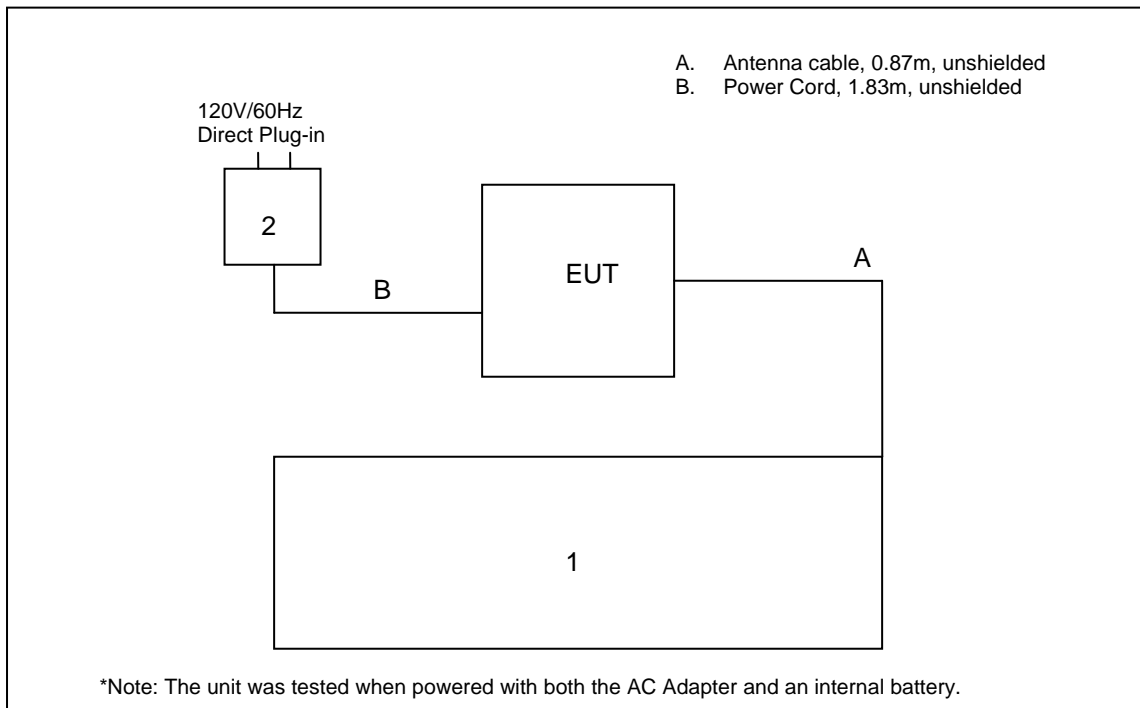 A. Antenna cable, 0.87m, unshielded
B. Power Cord, 1.83m, unshielded
120V/60Hz
Direct Plug-in
2
B
EUT
A
1
*Note: The unit was tested when powered with both the AC Adapter and an internal battery.